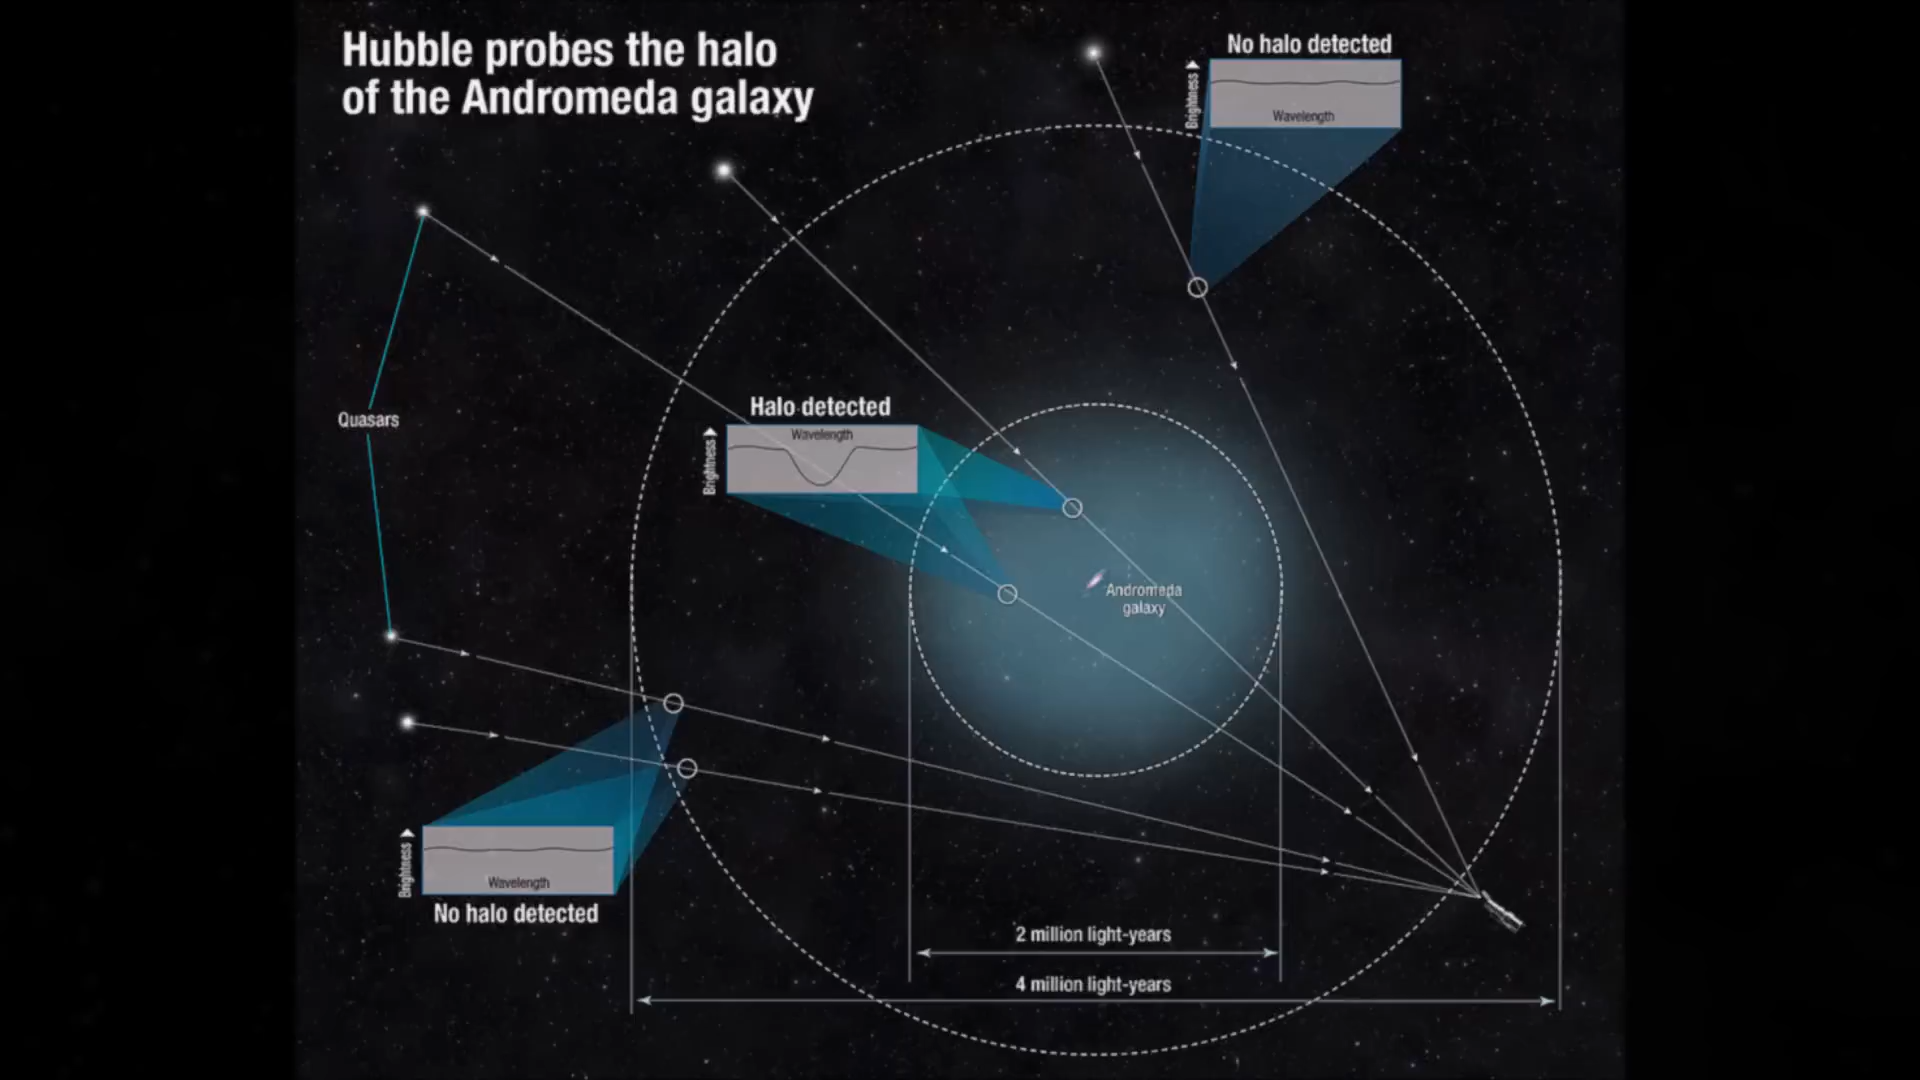 Hubble probes the halo
of the Andromeda galaxy
No halo detected
Brightness
Wavelength
Quasars
Halo detected
Wavelength
Brightness
Andromeda
galaxy
Brightness
Wavelength
No halo detected
2 million light-years
4 million light-years